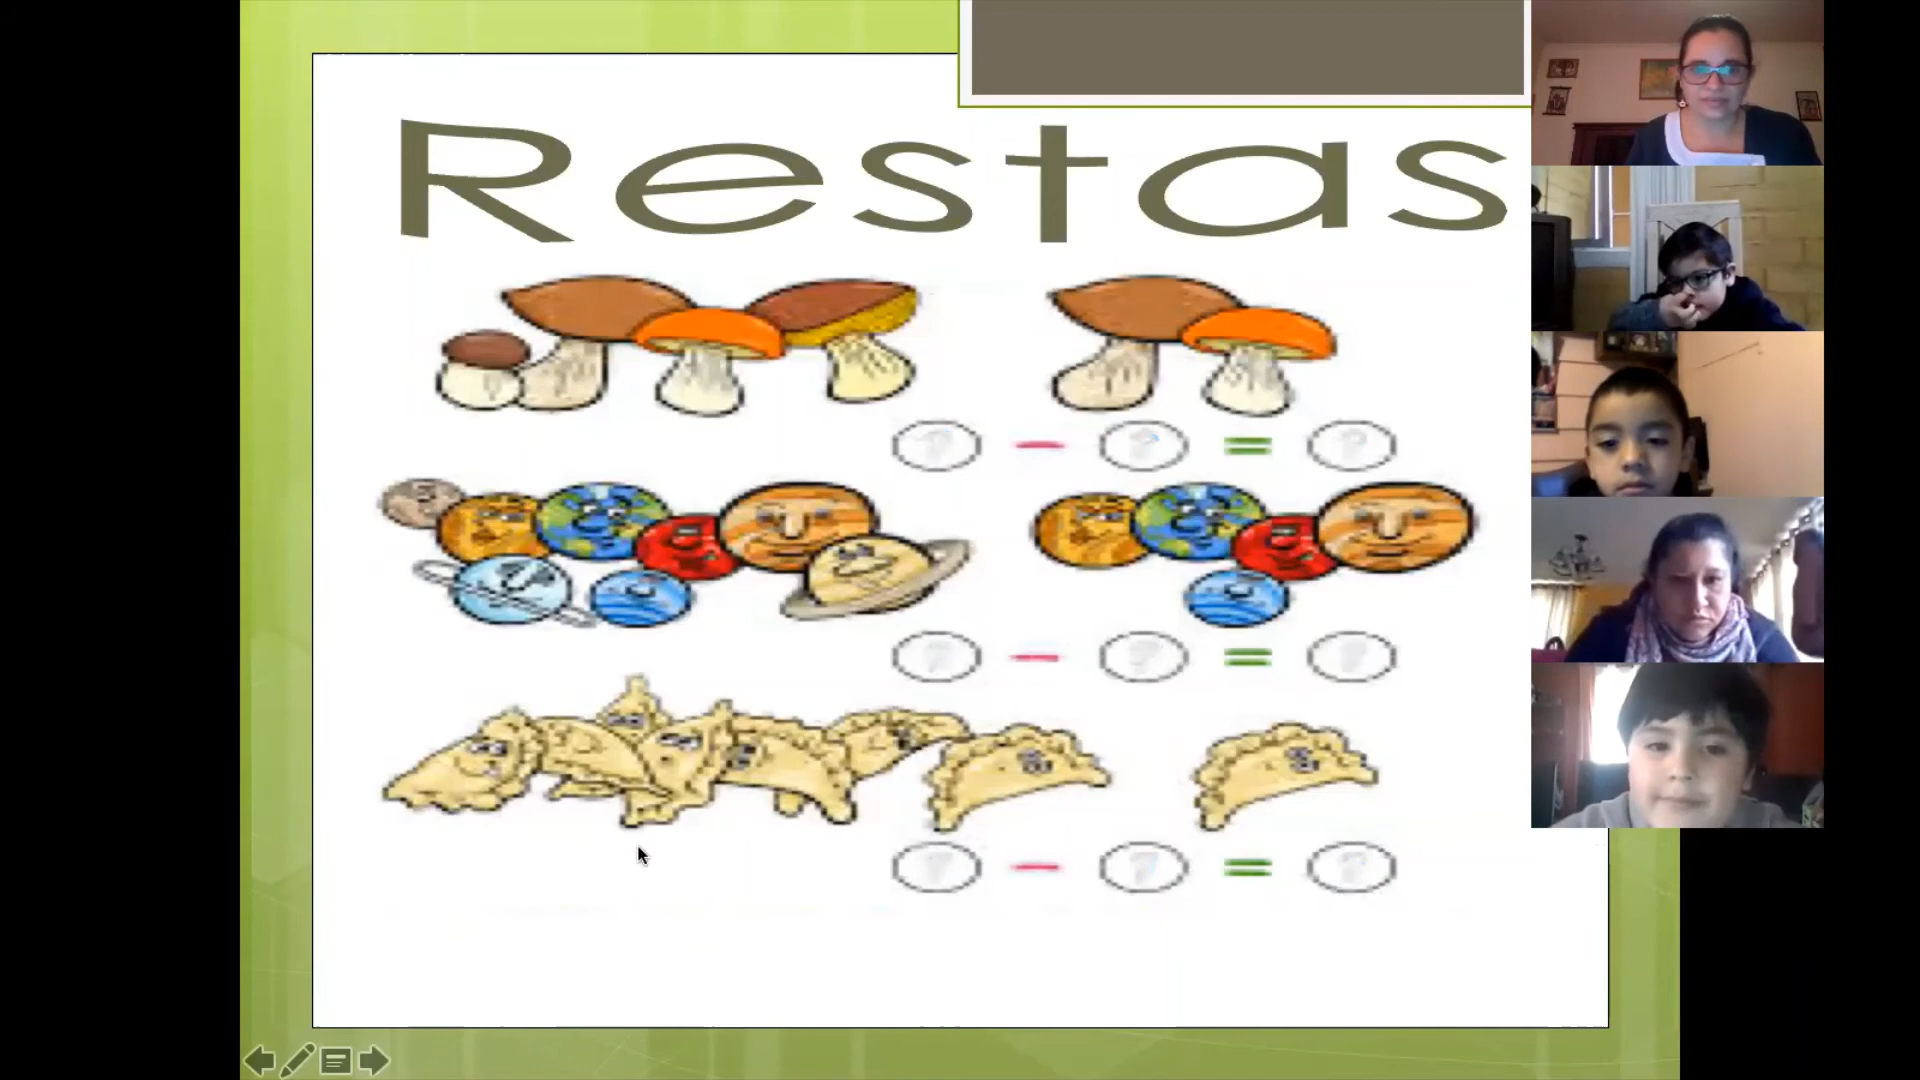 Restas
? - ? = ?
? - ? = ?
? - ? = ?